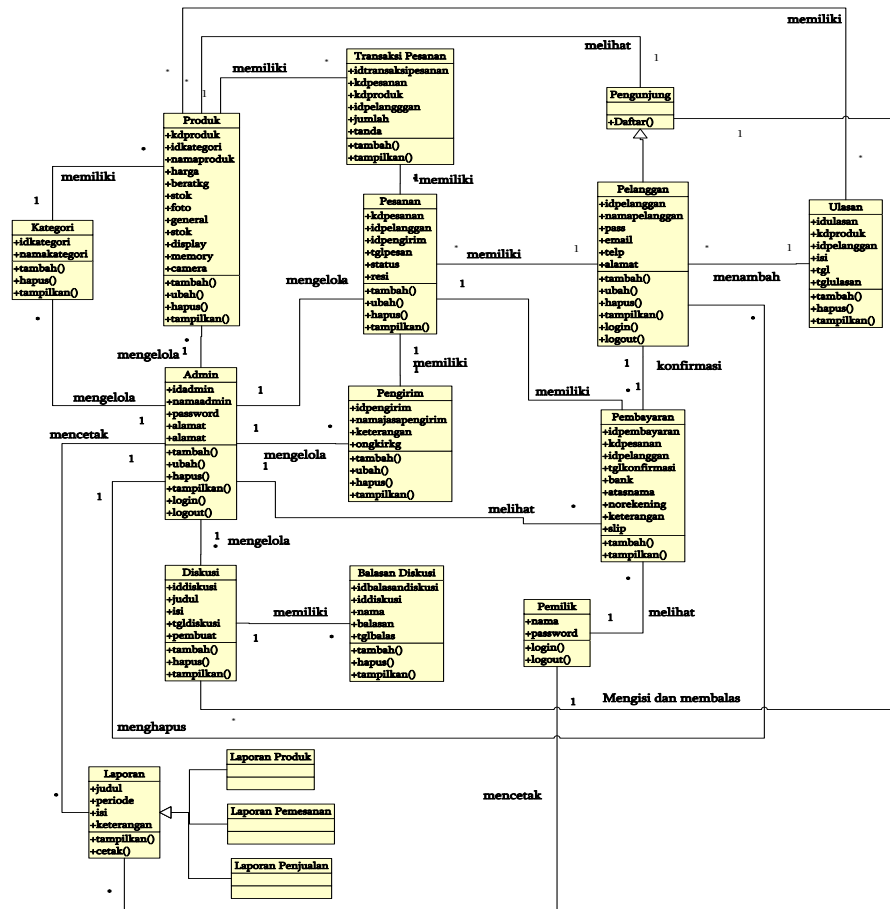 memiliki
melihat
1
*
*
1
memiliki
*
Transaksi Pesanan
+idtransaksipesanan
+kdpesanan
+kdproduk
+idpelangggan
+jumlah
+tanda
+tambah()
+tampilkan()
Pengunjung
+Daftar()
1
1
*
Produk
+kdproduk
+idkategori
+namaproduk
+harga
+beratkg
+stok
+foto
+general
+stok
+display
+memory
+camera
+tambah()
+ubah()
+hapus()
+tampilkan()
*
memiliki
1
Kategori
+idkategori
+namakategori
+tambah()
+hapus()
+tampilkan()
*
memiliki
Pesanan
+kdpesanan
+idpelanggan
+idpengirim
+tglpesan
+status
+resi
+tambah()
+ubah()
+hapus()
+tampilkan()
*
memiliki
1
1
Pelanggan
+idpelanggan
+namapelanggan
+pass
+email
+telp
+alamat
+tambah()
+ubah()
+hapus()
+tampilkan()
+login()
+logout()
*
menambah
1
Ulasan
+idulasan
+kdproduk
+idpelanggan
+isi
+tgl
+tglulasan
+tambah()
+hapus()
+tampilkan()
mengelola
mengelola
*
1
mengelola
Admin
+idadmin
+namaadmin
+password
+alamat
+alamat
+tambah()
+ubah()
+hapus()
+tampilkan()
+login()
+logout()
1
1
mencetak
1
1
1
mengelola
1
*
1
memiliki
1
Pengirim
+idpengirim
+namajasapengirim
+keterangan
+ongkirkg
+tambah()
+ubah()
+hapus()
+tampilkan()
memiliki
*
1
1
konfirmasi
*
Pembayaran
+idpembayaran
+kdpesanan
+idpelanggan
+tglkonfirmasi
+bank
+atasnama
+norekening
+keterangan
+slip
+tambah()
+tampilkan()
melihat
*
1
mengelola
*
Diskusi
+iddiskusi
+judul
+isi
+tgldiskusi
+pembuat
+tambah()
+hapus()
+tampilkan()
memiliki
1
*
Balasan Diskusi
+idbalasandiskusi
+iddiskusi
+nama
+balasan
+tglbalas
+tambah()
+hapus()
+tampilkan()
Pemilik
+nama
+password
+login()
+logout()
*
1
melihat
1
Mengisi dan membalas
*
menghapus
Laporan Produk
Laporan Pemesanan
Laporan Penjualan
mencetak
Laporan
+judul
+periode
+isi
+keterangan
+tampilkan()
+cetak()
*
*